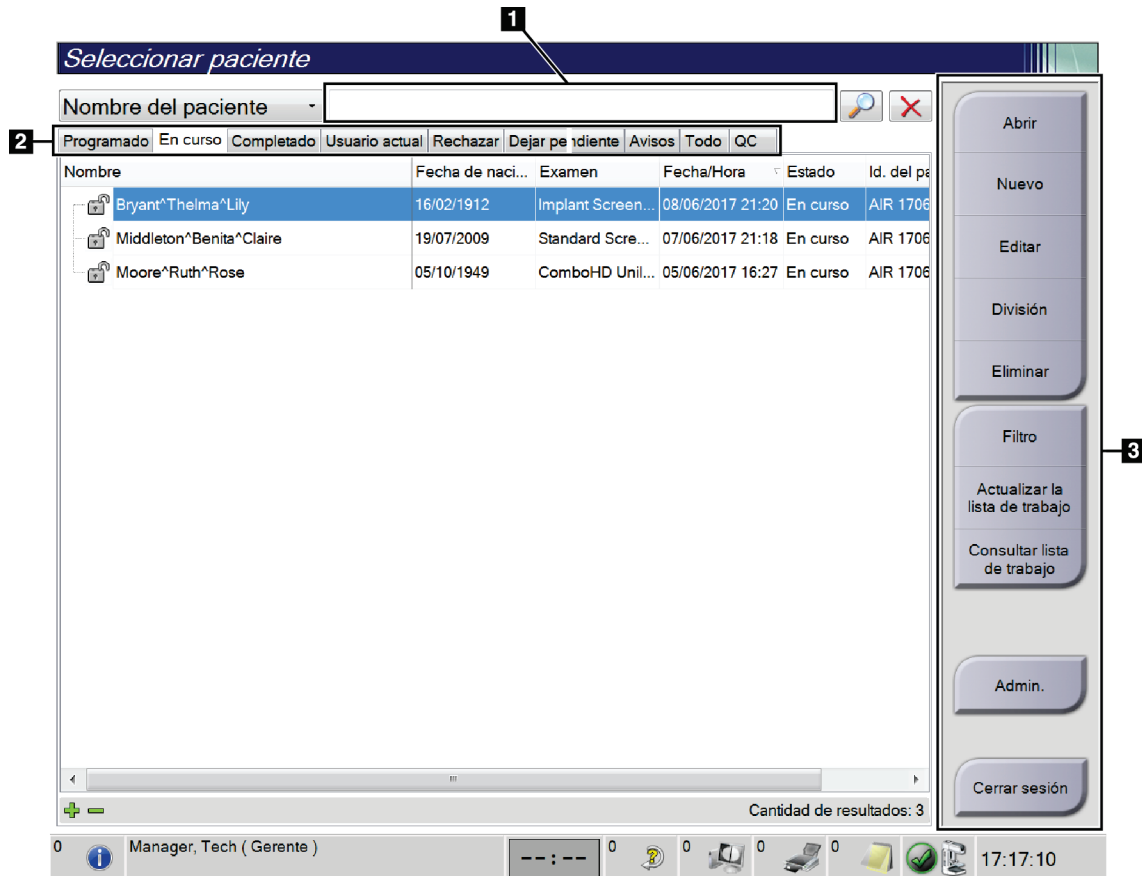 1
Seleccionar paciente
Nombre del paciente
2
Programado En curso Completado Usuario actual Rechazar Dejar pendiente Avisos Todo QC
Nombre Fecha de naci... Examen Fecha/Hora Estado Id. del pa
Bryant^Thelma^Lily 16/02/1912 Implant Screen... 08/06/2017 21:20 En curso AIR 1706
Middleton^Benita^Claire 19/07/2009 Standard Scre... 07/06/2017 21:18 En curso AIR 1706
Moore^Ruth^Rose 05/10/1949 ComboHD Unil... 05/06/2017 16:27 En curso AIR 1706
Cantidad de resultados: 3
Abrir
Nuevo
Editar
División
Eliminar
Filtro
Actualizar la
lista de trabajo
Consultar lista
de trabajo
Admin.
Cerrar sesión
3
0 Manager, Tech ( Gerente ) --:-- 0 0 0 0 17:17:10